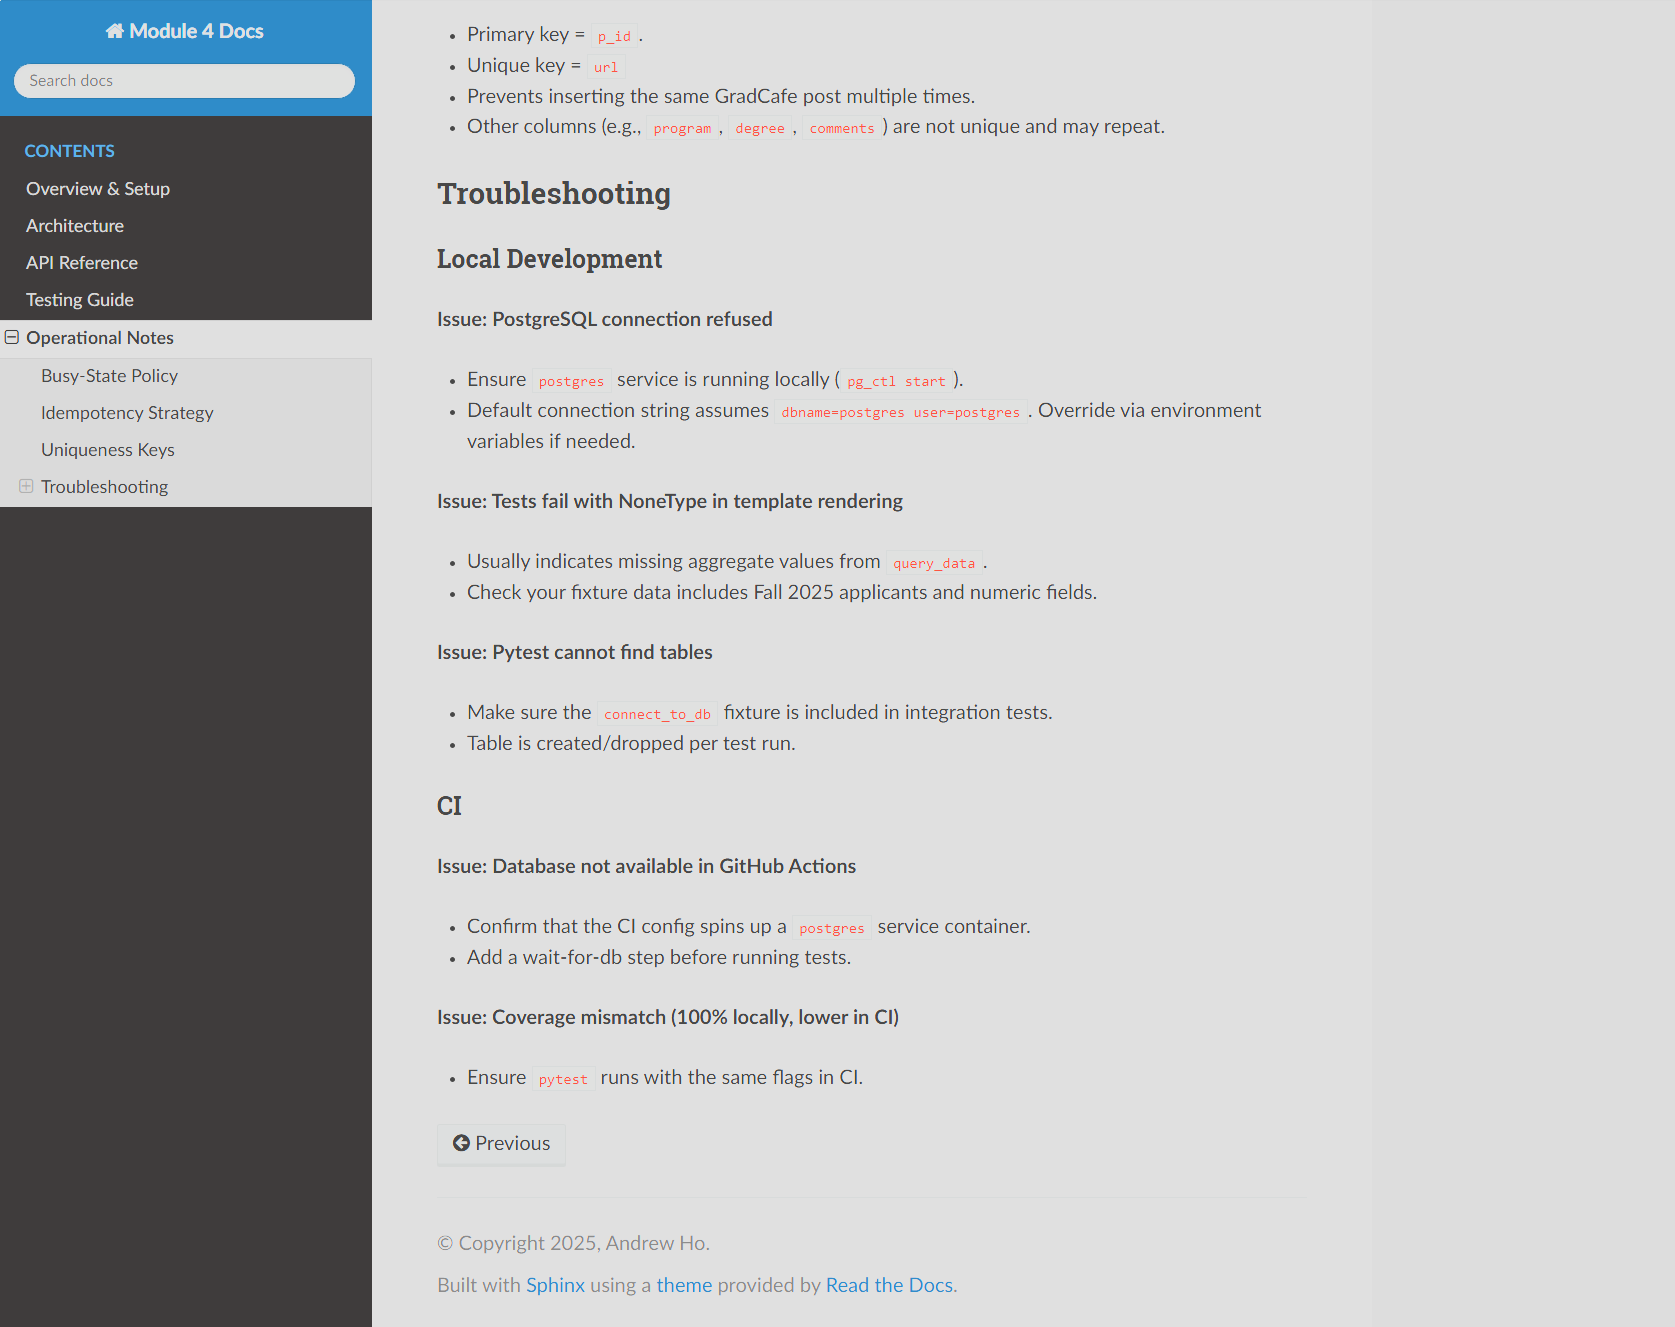 Module 4 Docs
Search docs
CONTENTS
Overview & Setup
Architecture
API Reference
Testing Guide
Operational Notes
Busy-State Policy
Idempotency Strategy
Uniqueness Keys
Troubleshooting
Primary key = p_id .
Unique key = url
Prevents inserting the same GradCafe post multiple times.
Other columns (e.g., program , degree , comments ) are not unique and may repeat.
Troubleshooting
Local Development
Issue: PostgreSQL connection refused
Ensure postgres service is running locally ( pg_ctl start ).
Default connection string assumes dbname=postgres user=postgres . Override via environment
variables if needed.
Issue: Tests fail with NoneType in template rendering
Usually indicates missing aggregate values from query_data .
Check your fixture data includes Fall 2025 applicants and numeric fields.
Issue: Pytest cannot find tables
Make sure the connect_to_db fixture is included in integration tests.
Table is created/dropped per test run.
CI
Issue: Database not available in GitHub Actions
Confirm that the CI config spins up a postgres service container.
Add a wait-for-db step before running tests.
Issue: Coverage mismatch (100% locally, lower in CI)
Ensure pytest runs with the same flags in CI.
Previous
© Copyright 2025, Andrew Ho.
Built with Sphinx using a theme provided by Read the Docs.